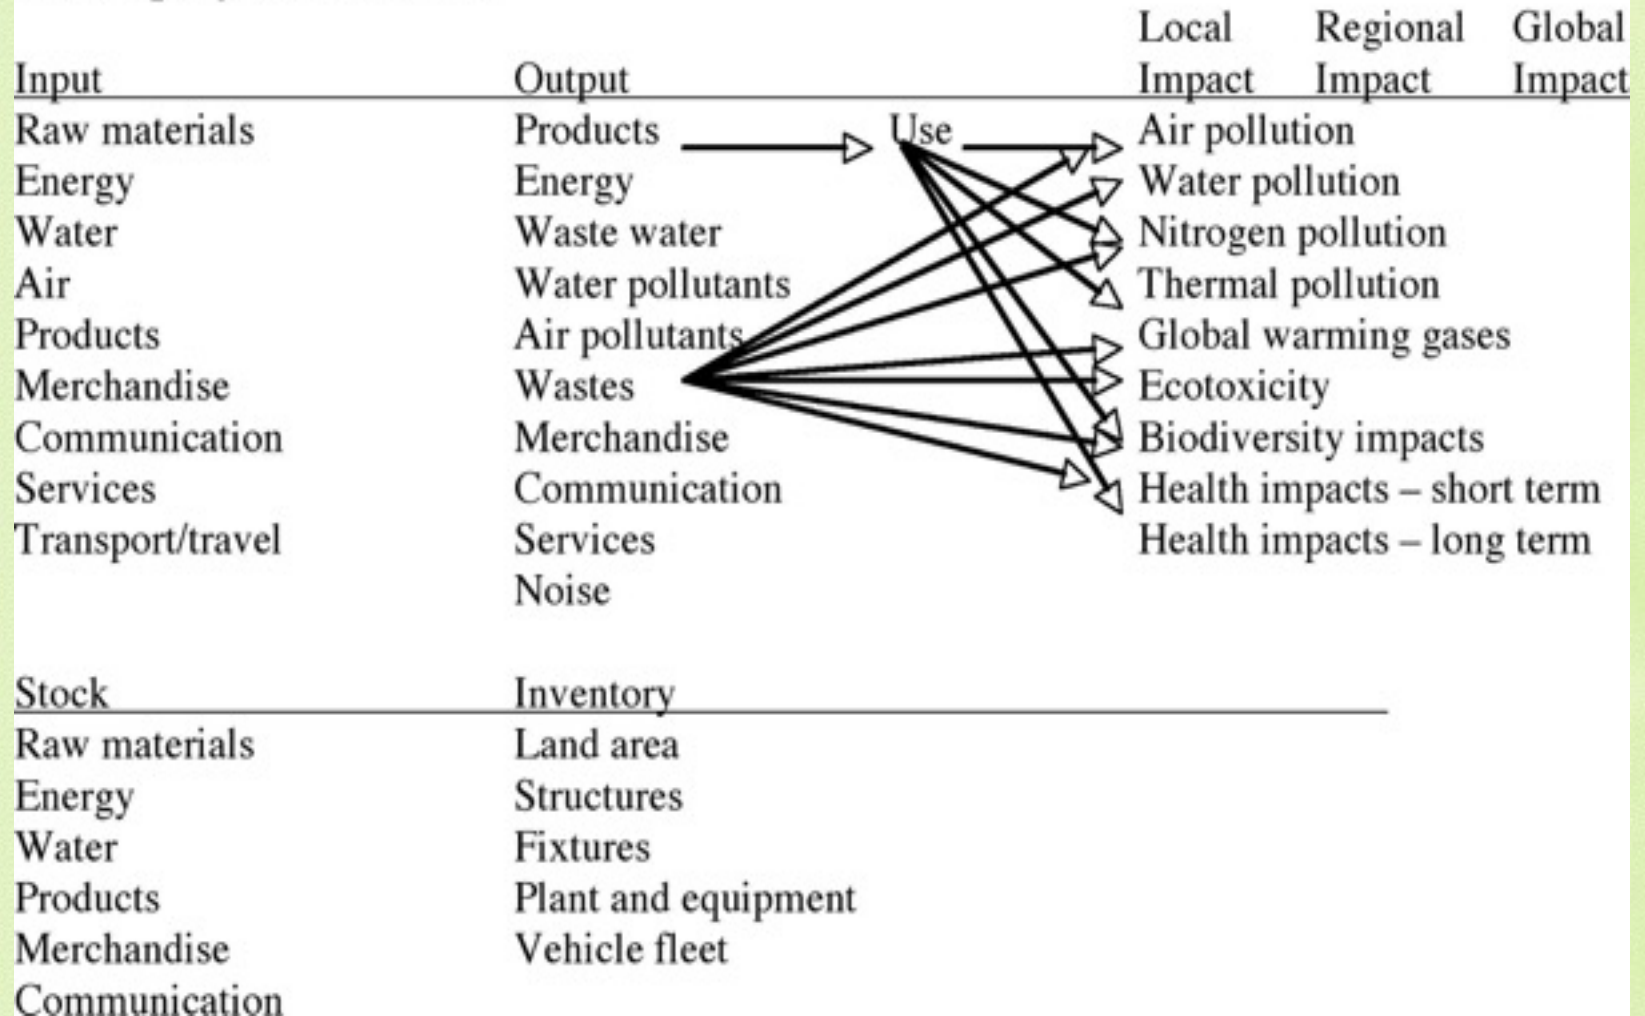 Local Regional Global
Input Output Impact Impact Impact
Raw materials Products Use Air pollution
Energy Energy Water pollution
Water Waste water Nitrogen pollution
Air Water pollutants Thermal pollution
Products Air pollutants Global warming gases
Merchandise Wastes Ecotoxicity
Communication Merchandise Biodiversity impacts
Services Communication Health impacts – short term
Transport/travel Services Health impacts – long term
Noise
Stock Inventory
Raw materials Land area
Energy Structures
Water Fixtures
Products Plant and equipment
Merchandise Vehicle fleet
Communication